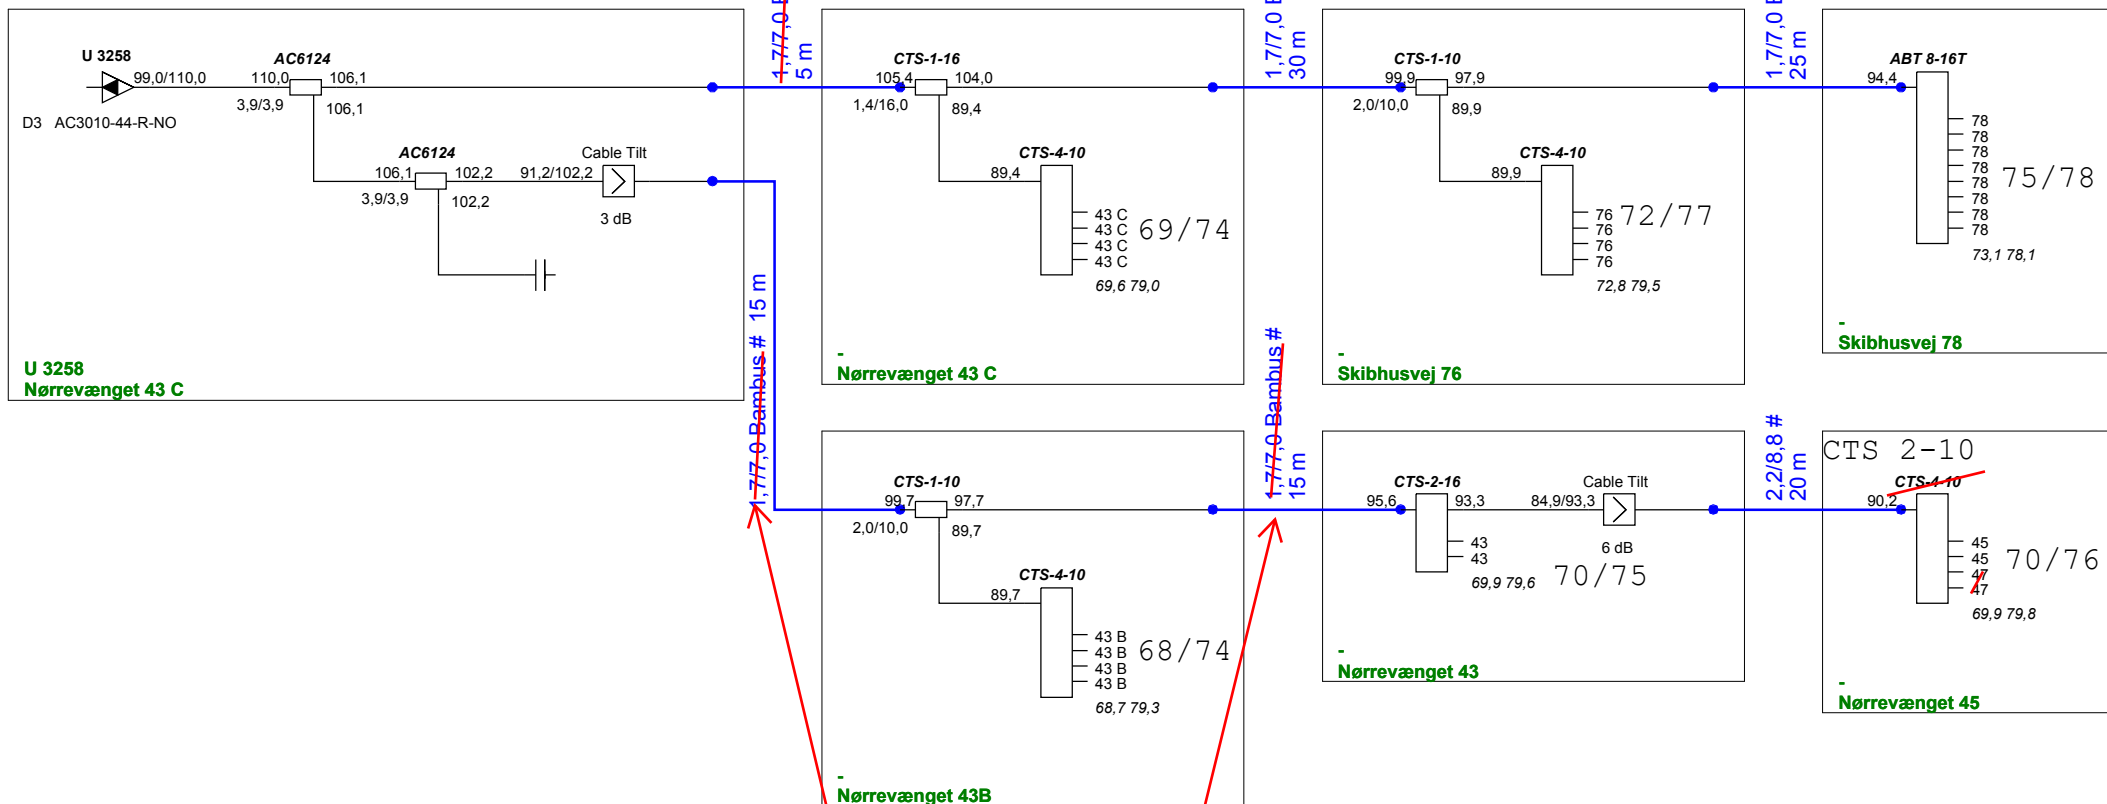 U 3258
99,0/110,0
D3 AC3010-44-R-NO
AC6124
110,0 106,1
3,9/3,9
106,1
AC6124
106,1 102,2
3,9/3,9
102,2
91,2/102,2
Cable Tilt
3 dB
U 3258
Nørrevænget 43 C
1,7/7,0
5 m
CTS-1-16
105,4 104,0
1,4/16,0
89,4
CTS-4-10
89,4
43 C
43 C
43 C
43 C
69/74
69,6 79,0
-
Nørrevænget 43 C
1,7/7,0
30 m
CTS-1-10
99,9 97,9
2,0/10,0
89,9
CTS-4-10
89,9
76
76
76
76
72/77
72,8 79,5
-
Skibhusvej 76
1,7/7,0
25 m
ABT 8-16T
94,4
78
78
78
78
78
78
78
78
75/78
73,1 78,1
-
Skibhusvej 78
1,7/7,0 Bambus # 15 m
CTS-1-10
99,7 97,7
2,0/10,0
89,7
CTS-4-10
89,7
43 B
43 B
43 B
43 B
68/74
68,7 79,3
-
Nørrevænget 43B
1,7/7,0 Bambus #
15 m
CTS-2-16
95,6 93,3
84,9/93,3
Cable Tilt
6 dB
43
43
69,9 79,6
70/75
-
Nørrevænget 43
2,2/8,8 #
20 m
CTS 2-10
CTS-4-10
90,2
45
45
47
47
70/76
69,9 79,8
-
Nørrevænget 45